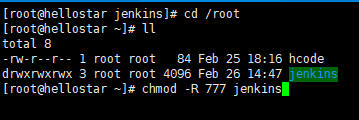 [root@hellostar jenkins]# cd /root
[root@hellostar ~]# ll
total 8
-rw-r--r-- 1 root root   84 Feb 25 18:16 hcode
drwxrwxrwx 3 root root 4096 Feb 26 14:47 jenkins
[root@hellostar ~]# chmod -R 777 jenkins